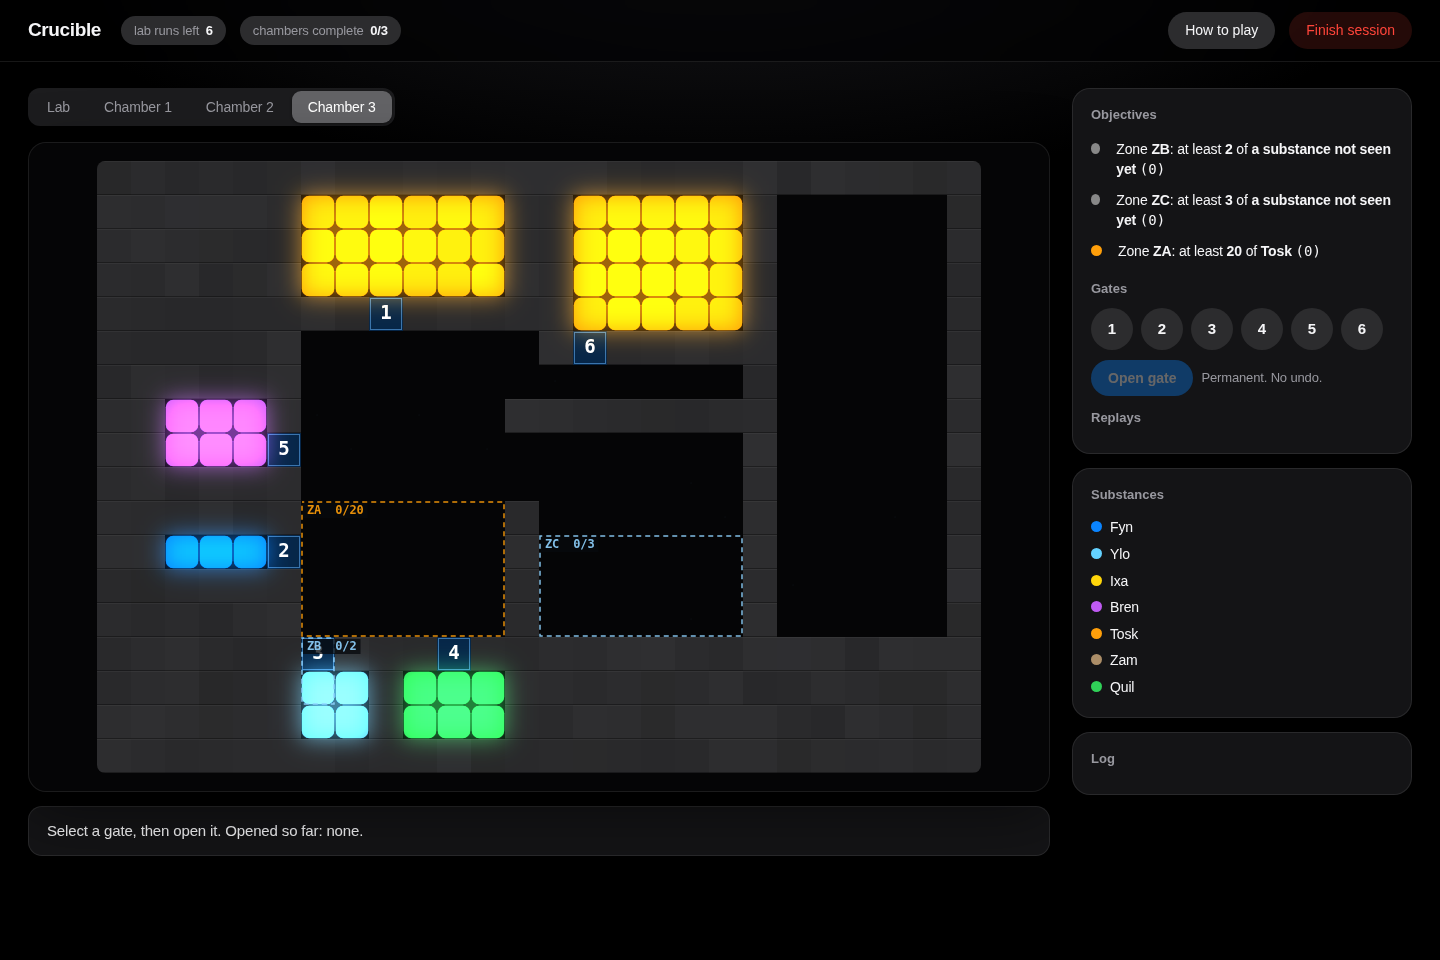 Crucible
lab runs left 6
chambers complete 0/3
How to play
Finish session
Lab
Chamber 1
Chamber 2
Chamber 3
1
6
5
ZA 0/20
2
ZC 0/3
ZB 0/2
3
4
Select a gate, then open it. Opened so far: none.
Objectives
Zone ZB: at least 2 of a substance not seen
yet (0)
Zone ZC: at least 3 of a substance not seen
yet (0)
Zone ZA: at least 20 of Tosk (0)
Gates
1 2 3 4 5 6
Open gate Permanent. No undo.
Replays
Substances
Fyn
Ylo
Ixa
Bren
Tosk
Zam
Quil
Log